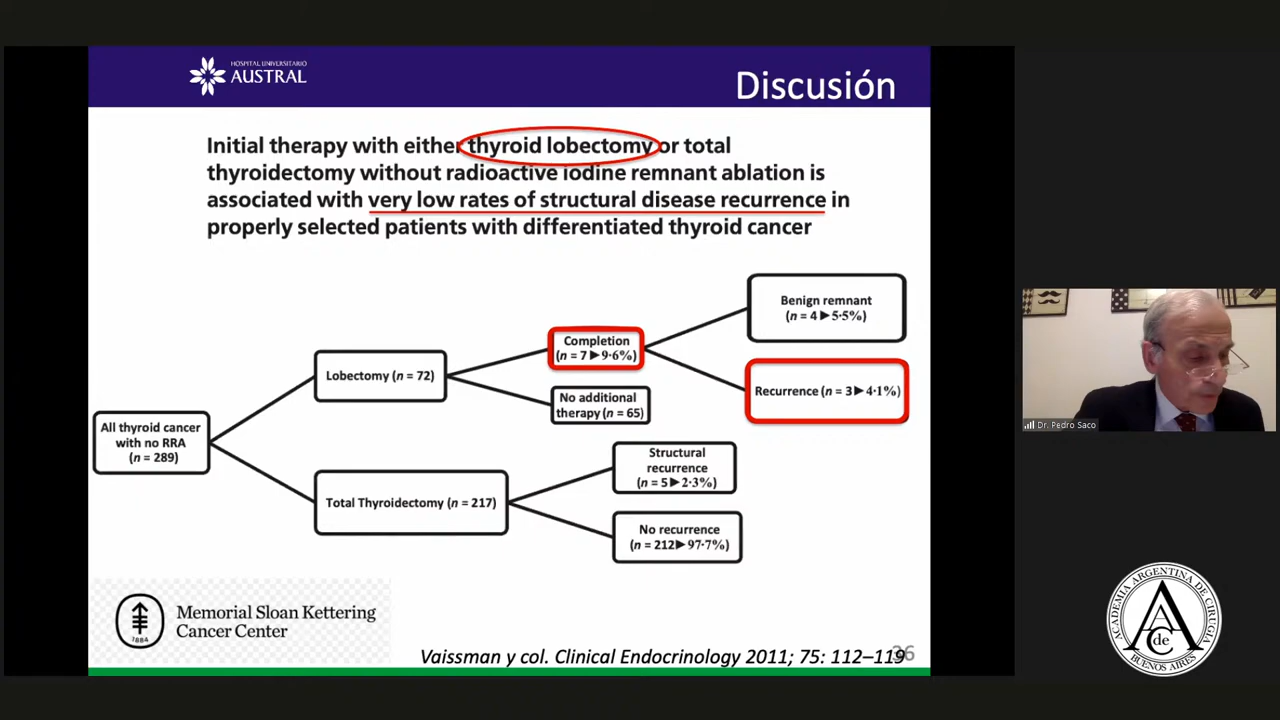 HOSPITAL UNIVERSITARIO
AUSTRAL
Discusión
Initial therapy with either thyroid lobectomy or total
thyroidectomy without radioactive iodine remnant ablation is
associated with very low rates of structural disease recurrence in
properly selected patients with differentiated thyroid cancer
All thyroid cancer
with no RRA
(n = 289)
Lobectomy (n = 72)
Completion
(n = 7►9·6%)
Benign remnant
(n = 4►5·5%)
Recurrence (n = 3►4·1%)
No additional
therapy (n = 65)
Total Thyroidectomy (n = 217)
Structural
recurrence
(n = 5►2·3%)
No recurrence
(n = 212►97·7%)
1884
Memorial Sloan Kettering
Cancer Center
Vaissman y col. Clinical Endocrinology 2011; 75: 112–119
36
Dr. Pedro Saco
ACADEMIA ARGENTINA DE CIRUGÍA
A
C de
BUENOS AIRES